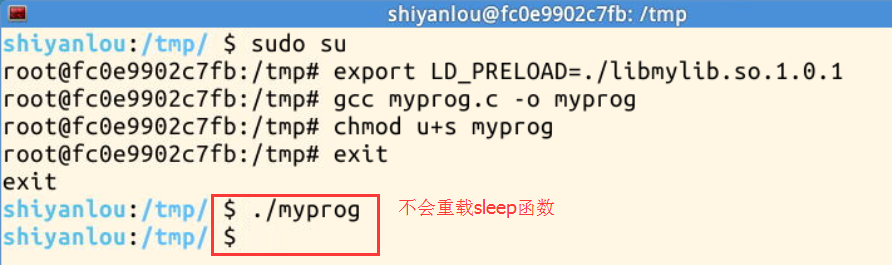 shiyanlou@fc0e9902c7fb: /tmp
shiyanlou:/tmp/ $ sudo su
root@fc0e9902c7fb:/tmp# export LD_PRELOAD=./libmylib.so.1.0.1
root@fc0e9902c7fb:/tmp# gcc myprog.c -o myprog
root@fc0e9902c7fb:/tmp# chmod u+s myprog
root@fc0e9902c7fb:/tmp# exit
exit
shiyanlou:/tmp/ $ ./myprog 不会重载sleep函数
shiyanlou:/tmp/ $